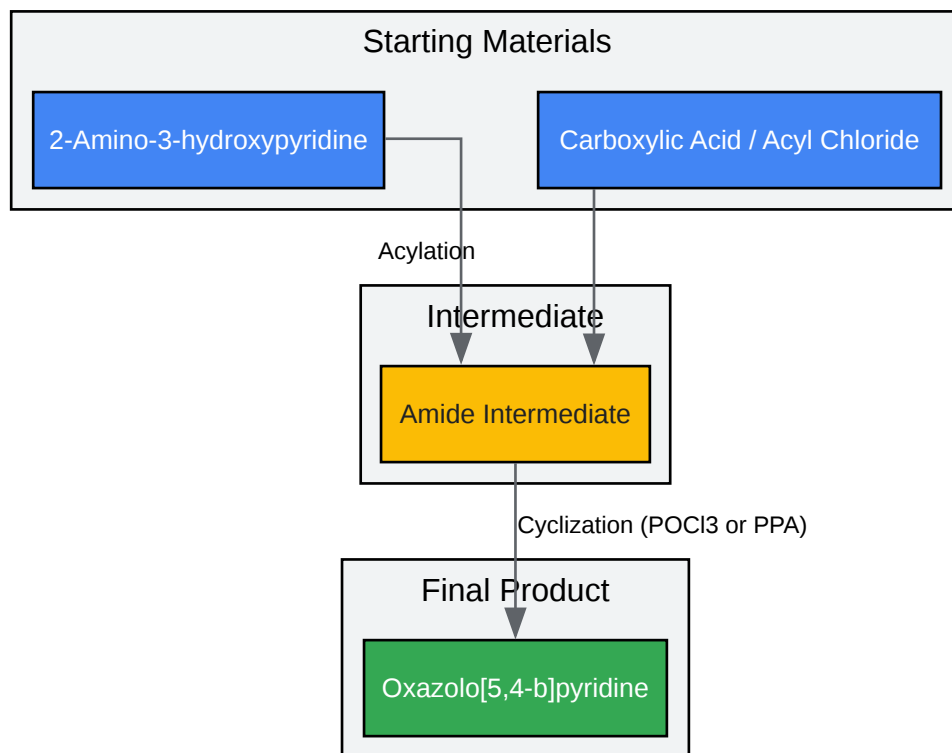 Starting Materials
2-Amino-3-hydroxypyridine
Carboxylic Acid / Acyl Chloride
Acylation
Intermediate
Amide Intermediate
Cyclization (POCl3 or PPA)
Final Product
Oxazolo[5,4-b]pyridine